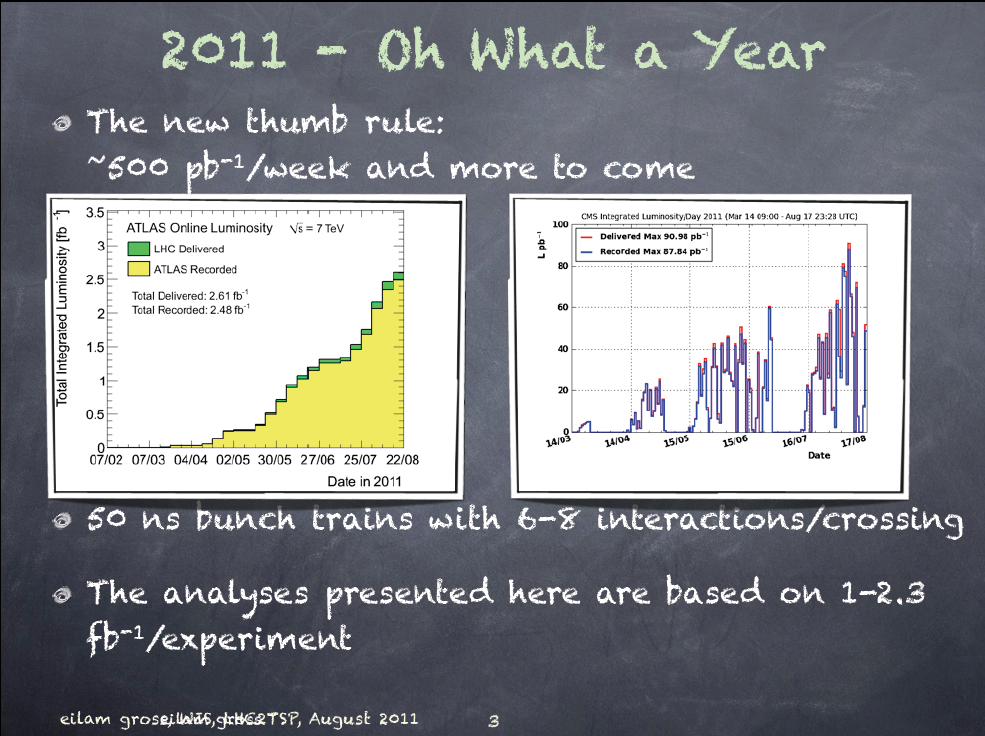 2011 - Oh What a Year
The new thumb rule:
~500 pb⁻¹/week and more to come
Total Integrated Luminosity [fb⁻¹]
3.5
3
2.5
2
1.5
1
0.5
0
ATLAS Online Luminosity √s = 7 TeV
LHC Delivered
ATLAS Recorded
Total Delivered: 2.61 fb⁻¹
Total Recorded: 2.48 fb⁻¹
07/02 07/03 04/04 02/05 30/05 27/06 25/07 22/08
Date in 2011
CMS Integrated Luminosity/Day 2011 (Mar 14 09:00 - Aug 17 23:28 UTC)
L pb⁻¹
100
80
60
40
20
0
Delivered Max 90.98 pb⁻¹
Recorded Max 87.84 pb⁻¹
14/03 14/04 15/05 15/06 16/07 17/08
Date
50 ns bunch trains with 6-8 interactions/crossing
The analyses presented here are based on 1-2.3
fb⁻¹/experiment
eilam gross, WIS, LHC2TSP, August 2011
3